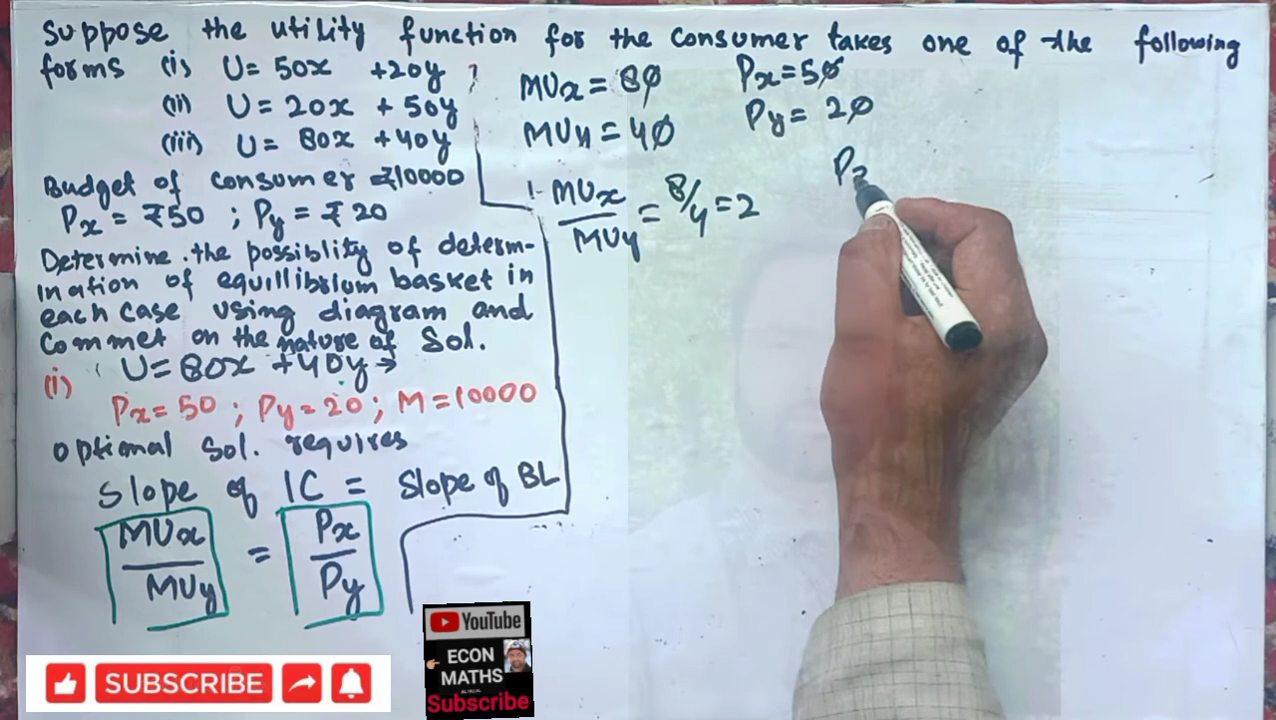 Suppose the utility function for the consumer takes one of the following
forms (i) U= 50x +20y
(ii) U= 20x + 50y
(iii) U= 80x +40y
Budget of consumer =₹10000
Px = ₹50 ; Py = ₹20
Determine the possiblity of determ-
ination of equillibrium basket in
each case using diagram and
Commet on the nature of Sol.
(i) U= 80x +40y →
Px= 50 ; Py=20; M=10000
optimal Sol. requires
Slope of IC = Slope of BL
MUx / MUy = Px / Py
MUx = 80 Px=50
MUy = 40 Py= 20
MUx / MUy = 8/4 = 2
YouTube
ECON
MATHS
Subscribe
SUBSCRIBE